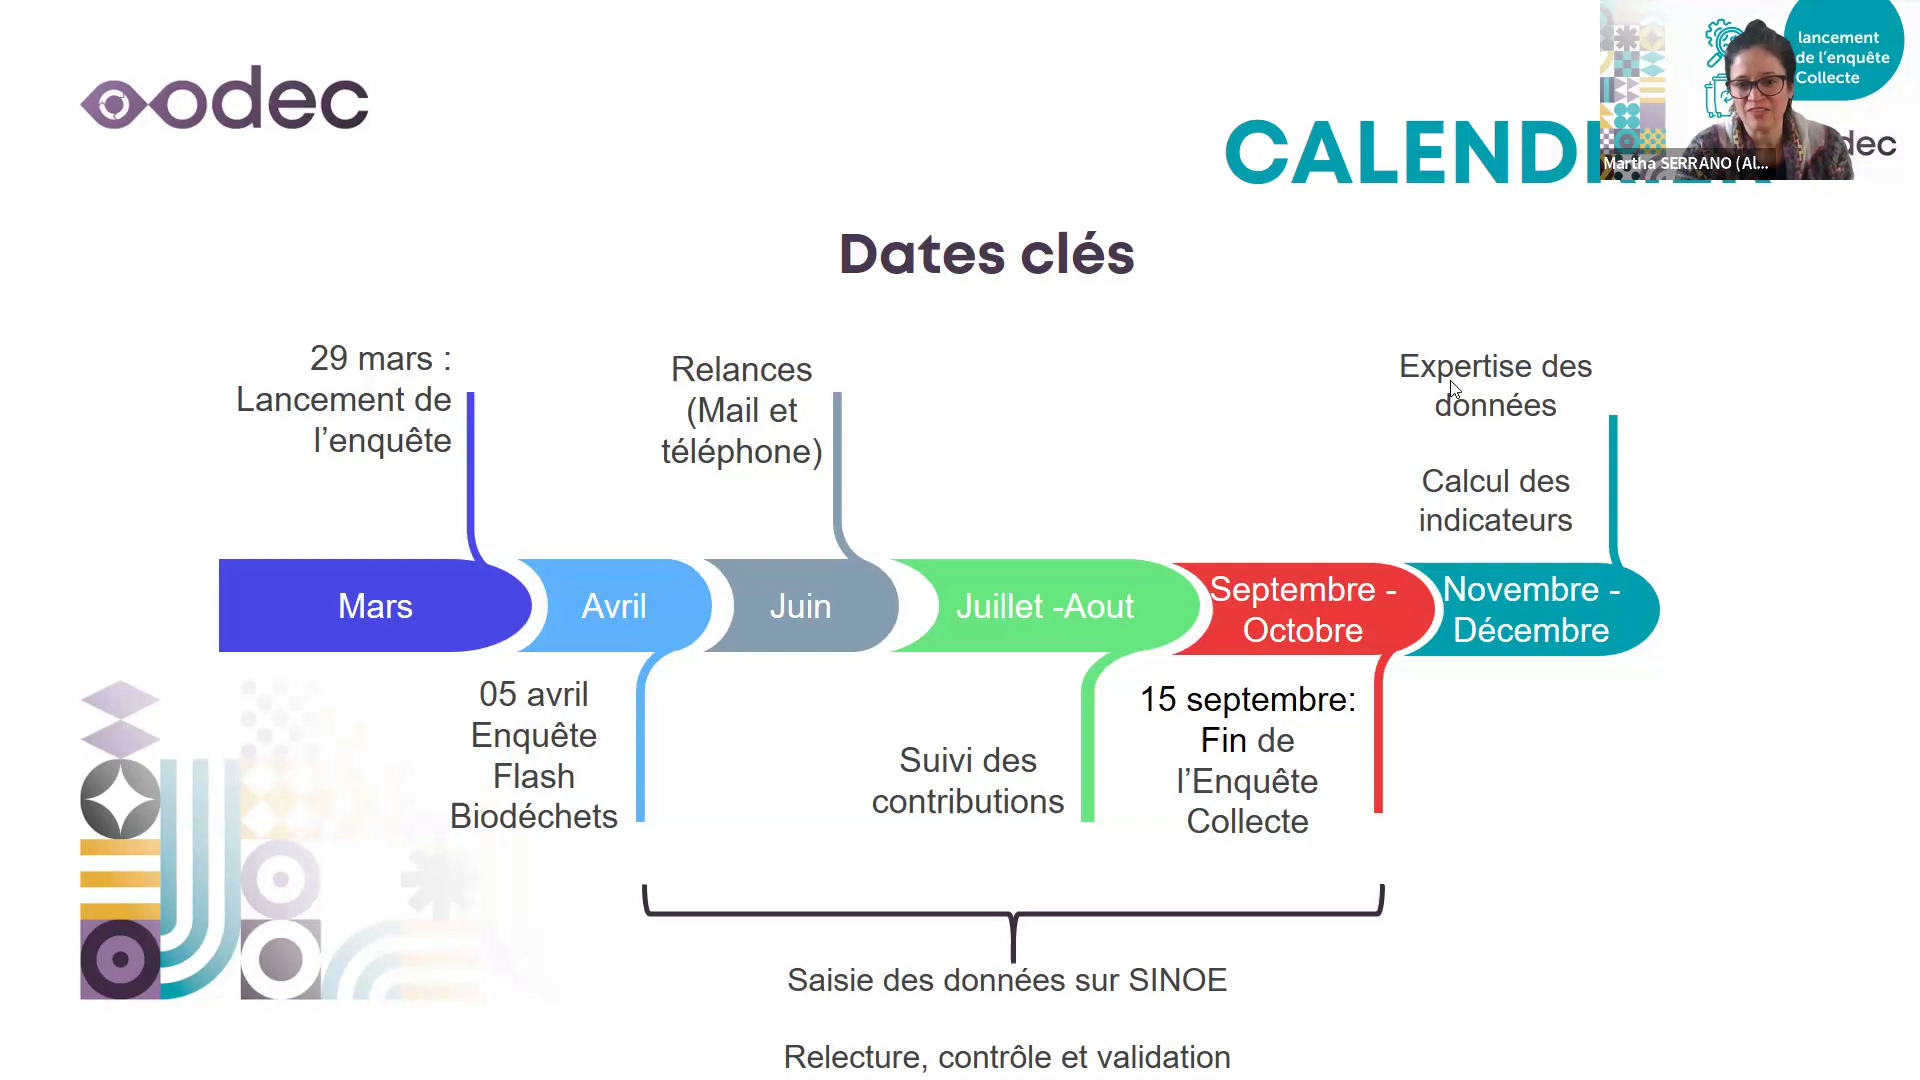 odec
CALEND
lancement
de l’enquête
Collecte
dec
Martha SERRANO (Al...
Dates clés
29 mars :
Lancement de
l’enquête
Relances
(Mail et
téléphone)
Expertise des
données
Calcul des
indicateurs
Mars
Avril
Juin
Juillet -Aout
Septembre -
Octobre
Novembre -
Décembre
05 avril
Enquête
Flash
Biodéchets
Suivi des
contributions
15 septembre:
Fin de
l’Enquête
Collecte
Saisie des données sur SINOE
Relecture, contrôle et validation